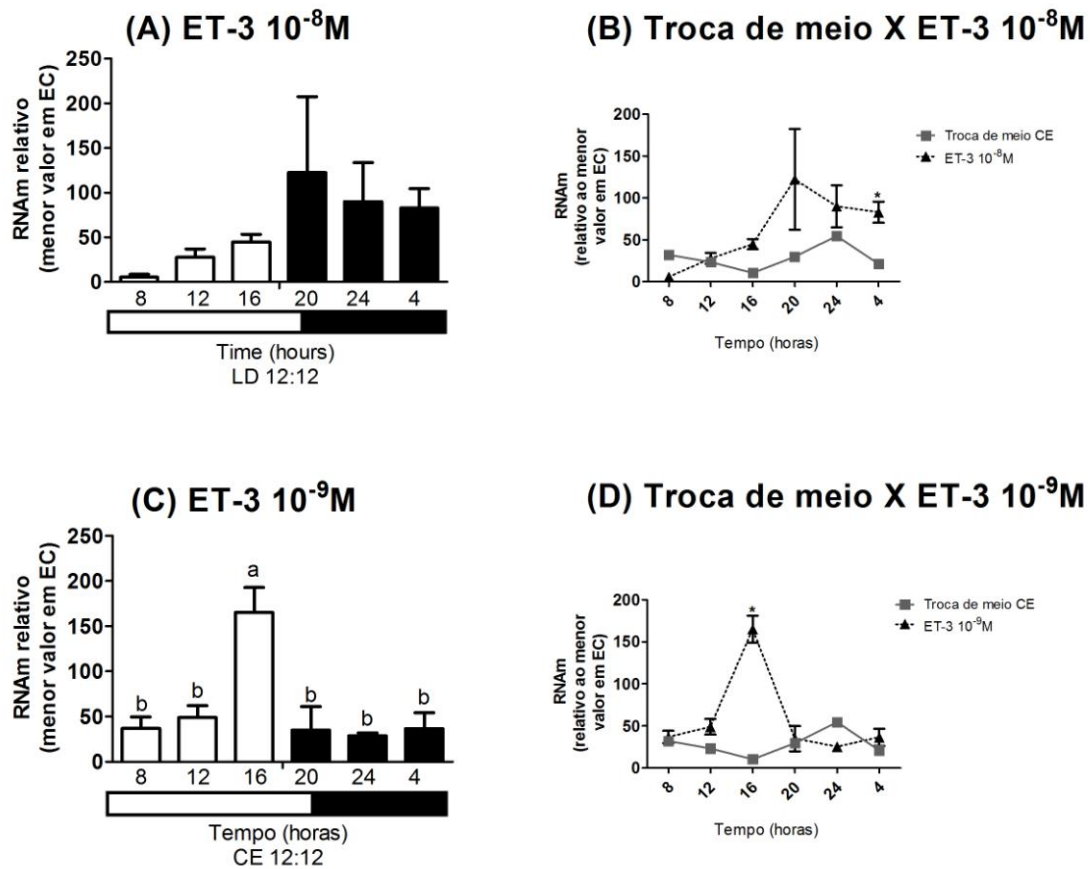 (A) ET-3 10⁻⁸M
RNAm relativo
(menor valor em EC)
250
200
150
100
50
0
8 12 16 20 24 4
Time (hours)
LD 12:12
(B) Troca de meio X ET-3 10⁻⁸M
RNAm
(relativo ao menor
valor em EC)
200
150
100
50
0
*
8 12 16 20 24 4
Tempo (horas)
Troca de meio CE
ET-3 10⁻⁸M
(C) ET-3 10⁻⁹M
RNAm relativo
(menor valor em EC)
250
200
150
100
50
0
b b a b b b
8 12 16 20 24 4
Tempo (horas)
CE 12:12
(D) Troca de meio X ET-3 10⁻⁹M
RNAm
(relativo ao menor
valor em EC)
200
150
100
50
0
*
8 12 16 20 24 4
Tempo (horas)
Troca de meio CE
ET-3 10⁻⁹M